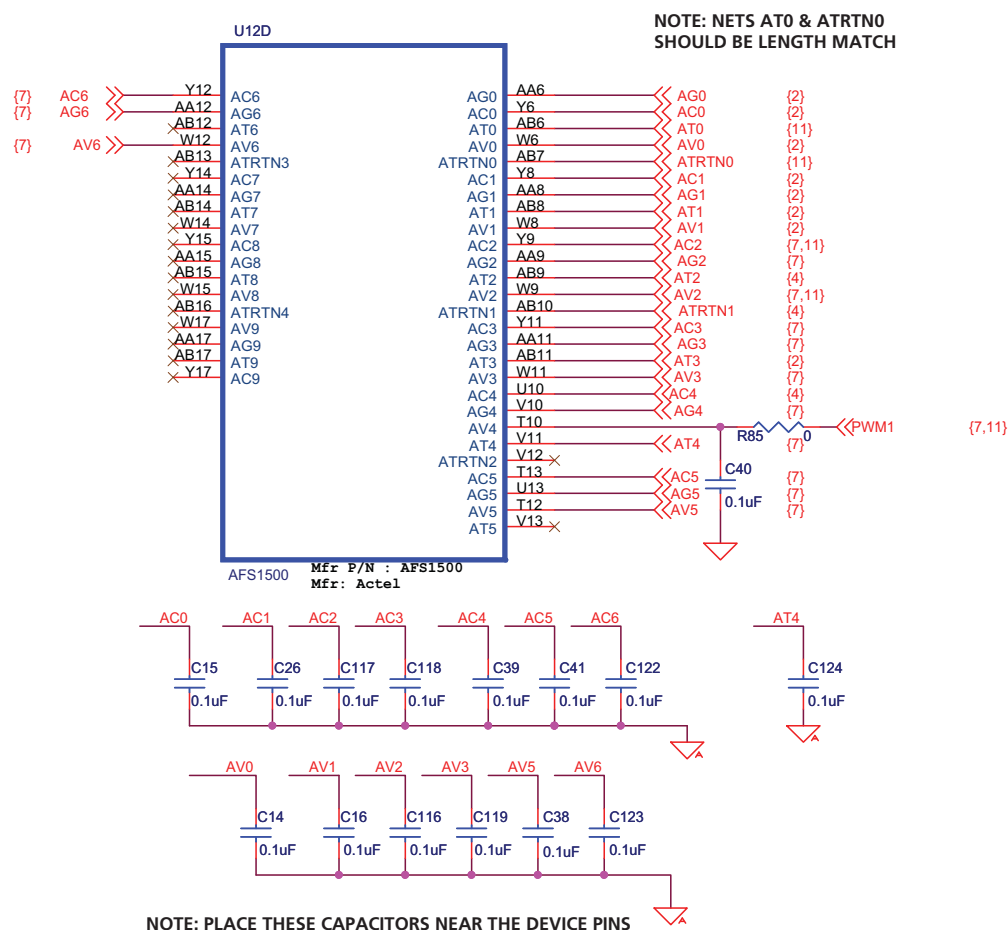 U12D
NOTE: NETS AT0 & ATRTN0
SHOULD BE LENGTH MATCH
{7} AC6 Y12 AC6
{7} AG6 AA12 AG6
AB12 AT6
{7} AV6 W12 AV6
AB13 ATRTN3
Y14 AC7
AA14 AG7
AB14 AT7
W14 AV7
Y15 AC8
AA15 AG8
AB15 AT8
W15 AV8
AB16 ATRTN4
W17 AV9
AA17 AG9
AB17 AT9
Y17 AC9
AG0 AA6 AG0 {2}
AC0 Y6 AC0 {2}
AT0 AB6 AT0 {11}
AV0 W6 AV0 {2}
ATRTN0 AB7 ATRTN0 {11}
AC1 Y8 AC1 {2}
AG1 AA8 AG1 {2}
AT1 AB8 AT1 {2}
AV1 W8 AV1 {2}
AC2 Y9 AC2 {7,11}
AG2 AA9 AG2 {7}
AT2 AB9 AT2 {4}
AV2 W9 AV2 {7,11}
ATRTN1 AB10 ATRTN1 {4}
AC3 Y11 AC3 {7}
AG3 AA11 AG3 {7}
AT3 AB11 AT3 {2}
AV3 W11 AV3 {7}
AC4 U10 AC4 {4}
AG4 V10 AG4 {7}
AV4 T10 R85 0 PWM1 {7,11}
AT4 V11 AT4 {7}
ATRTN2 V12
AC5 T13 AC5 {7}
AG5 U13 AG5 {7}
AV5 T12 AV5 {7}
AT5 V13
C40
0.1uF
AFS1500
Mfr P/N : AFS1500
Mfr: Actel
AC0 AC1 AC2 AC3 AC4 AC5 AC6 AT4
C15 C26 C117 C118 C39 C41 C122 C124
0.1uF 0.1uF 0.1uF 0.1uF 0.1uF 0.1uF 0.1uF 0.1uF
A A
AV0 AV1 AV2 AV3 AV5 AV6
C14 C16 C116 C119 C38 C123
0.1uF 0.1uF 0.1uF 0.1uF 0.1uF 0.1uF
A
NOTE: PLACE THESE CAPACITORS NEAR THE DEVICE PINS